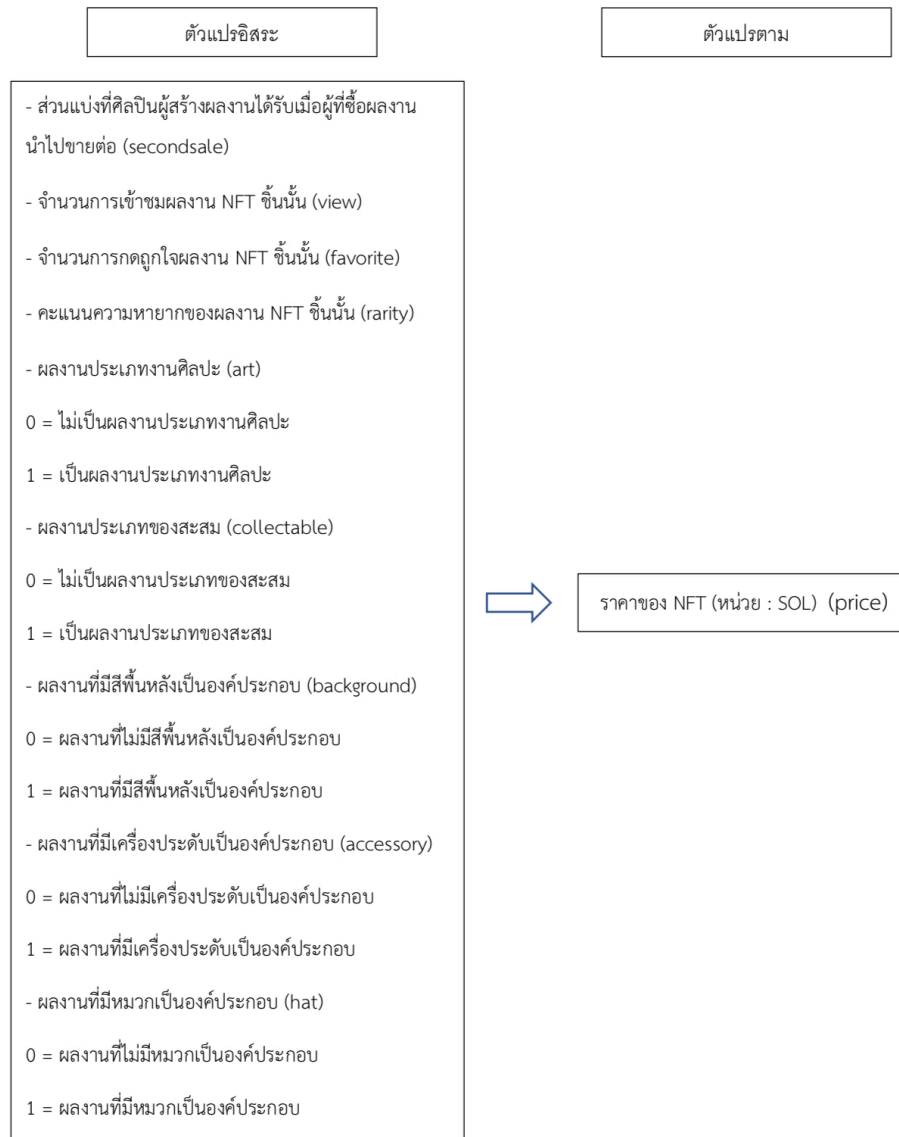 ตัวแปรอิสระ
ตัวแปรตาม
- ส่วนแบ่งที่ศิลปินผู้สร้างผลงานได้รับเมื่อผู้ที่ซื้อผลงาน
นำไปขายต่อ (secondsale)
- จำนวนการเข้าชมผลงาน NFT ชิ้นนั้น (view)
- จำนวนการกดถูกใจผลงาน NFT ชิ้นนั้น (favorite)
- คะแนนความหายากของผลงาน NFT ชิ้นนั้น (rarity)
- ผลงานประเภทงานศิลปะ (art)
0 = ไม่เป็นผลงานประเภทงานศิลปะ
1 = เป็นผลงานประเภทงานศิลปะ
- ผลงานประเภทของสะสม (collectable)
0 = ไม่เป็นผลงานประเภทของสะสม
1 = เป็นผลงานประเภทของสะสม
- ผลงานที่มีสีพื้นหลังเป็นองค์ประกอบ (background)
0 = ผลงานที่ไม่มีสีพื้นหลังเป็นองค์ประกอบ
1 = ผลงานที่มีสีพื้นหลังเป็นองค์ประกอบ
- ผลงานที่มีเครื่องประดับเป็นองค์ประกอบ (accessory)
0 = ผลงานที่ไม่มีเครื่องประดับเป็นองค์ประกอบ
1 = ผลงานที่มีเครื่องประดับเป็นองค์ประกอบ
- ผลงานที่มีหมวกเป็นองค์ประกอบ (hat)
0 = ผลงานที่ไม่มีหมวกเป็นองค์ประกอบ
1 = ผลงานที่มีหมวกเป็นองค์ประกอบ
ราคาของ NFT (หน่วย : SOL) (price)